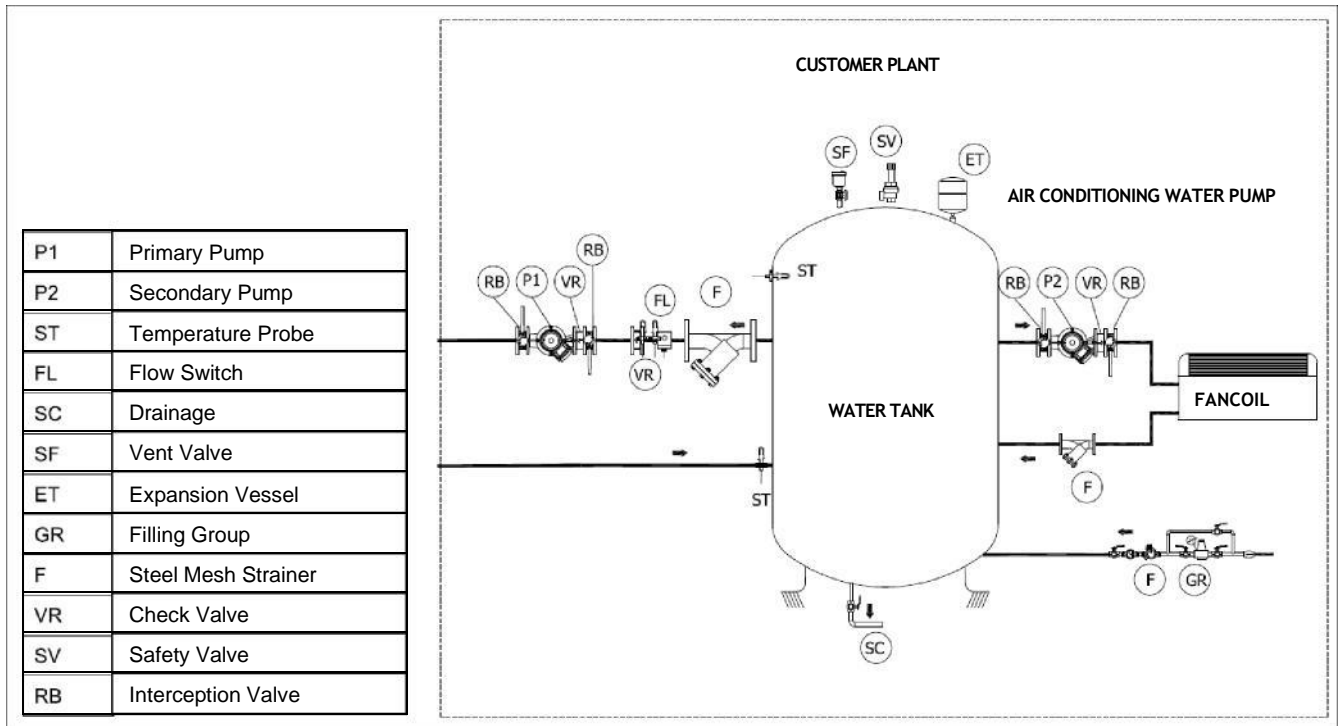 CUSTOMER PLANT
SF
SV
ET
AIR CONDITIONING WATER PUMP
P1 Primary Pump
P2 Secondary Pump
ST Temperature Probe
FL Flow Switch
SC Drainage
SF Vent Valve
ET Expansion Vessel
GR Filling Group
F Steel Mesh Strainer
VR Check Valve
SV Safety Valve
RB Interception Valve
RB
P1
VR
RB
FL
F
VR
ST
ST
WATER TANK
RB
P2
VR
RB
FANCOIL
F
F
GR
SC